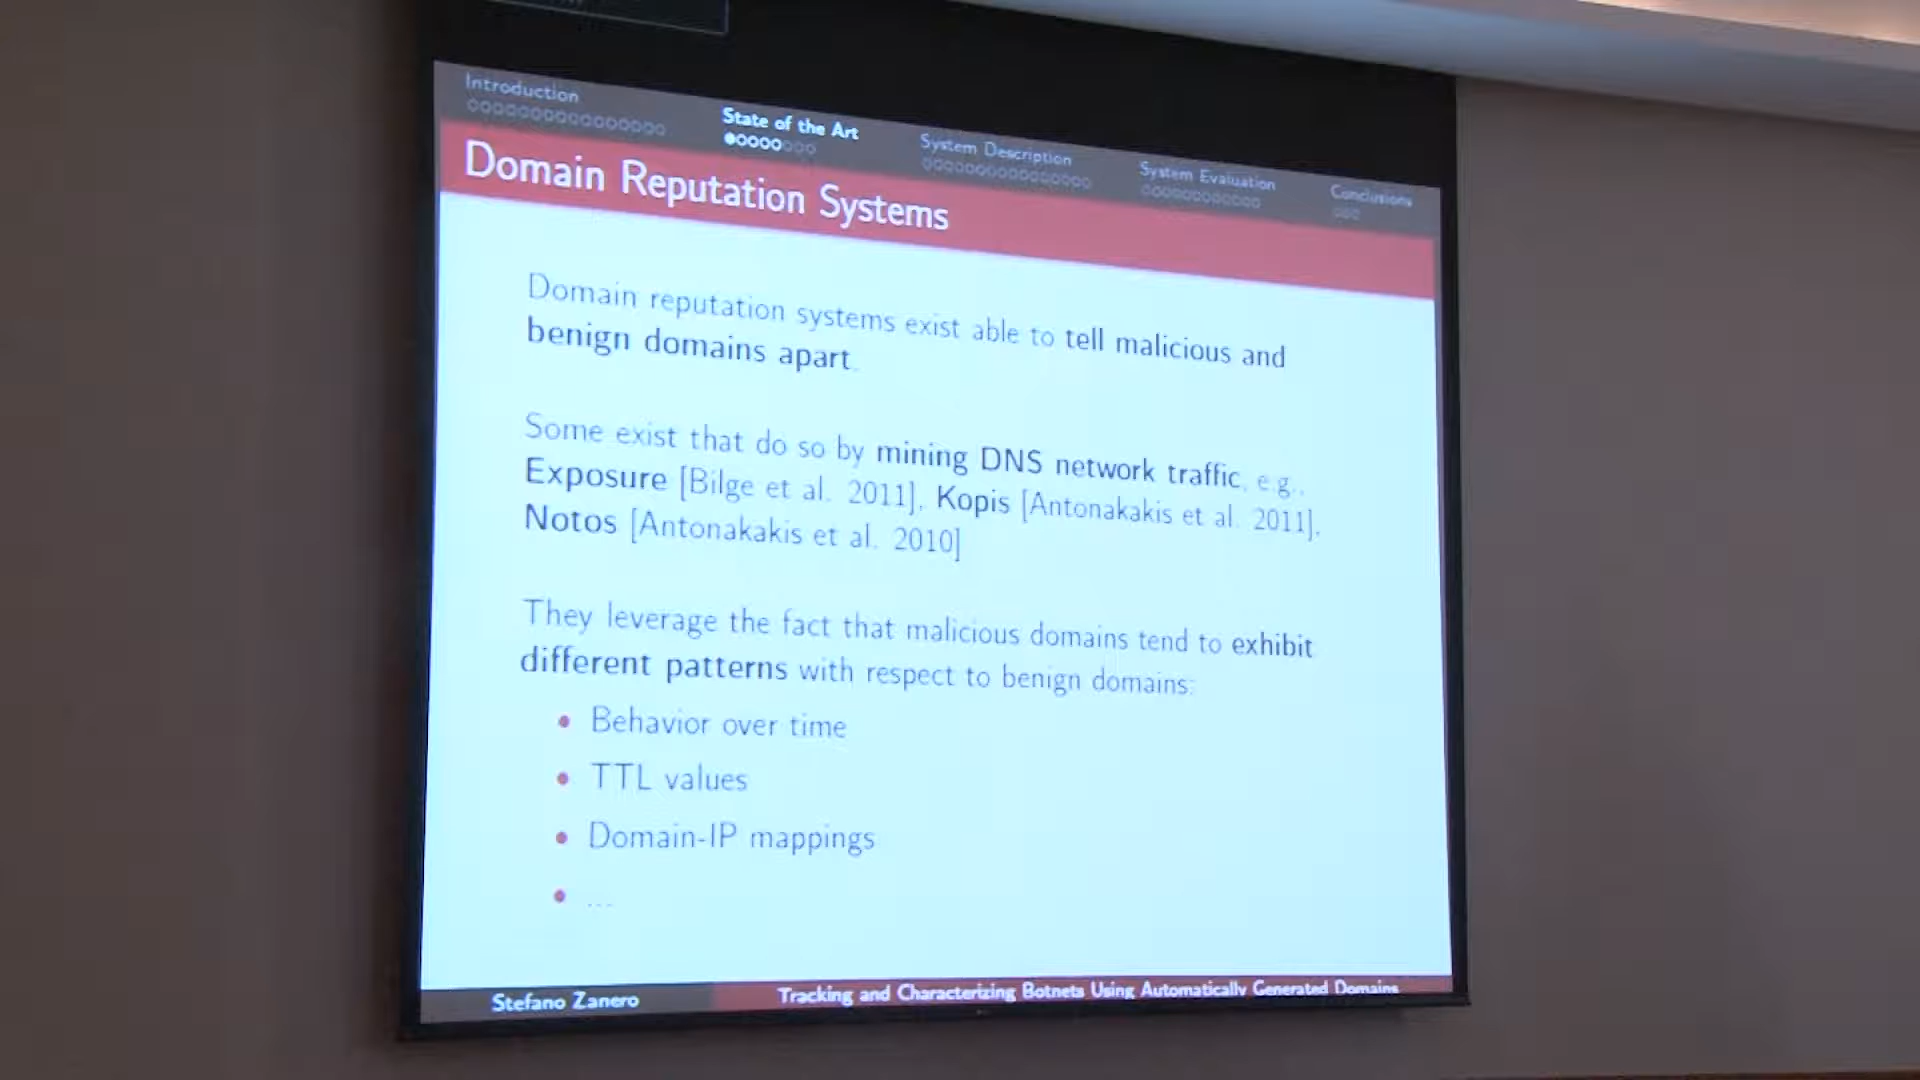 Introduction
State of the Art
System Description
System Evaluation
Conclusions
Domain Reputation Systems
Domain reputation systems exist able to tell malicious and
benign domains apart.
Some exist that do so by mining DNS network traffic, e.g.,
Exposure [Bilge et al. 2011], Kopis [Antonakakis et al. 2011],
Notos [Antonakakis et al. 2010]
They leverage the fact that malicious domains tend to exhibit
different patterns with respect to benign domains:
• Behavior over time
• TTL values
• Domain-IP mappings
• ...
Stefano Zanero
Tracking and Characterizing Botnets Using Automatically Generated Domains